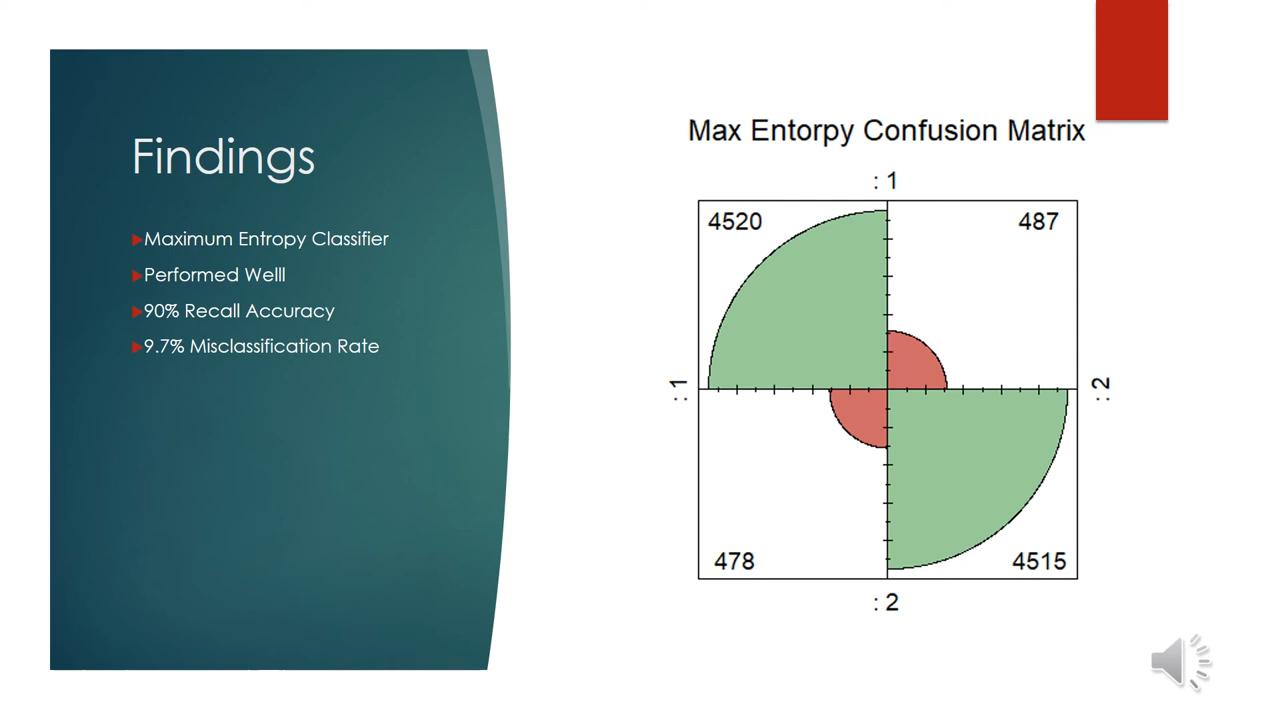 Findings
Maximum Entropy Classifier
Performed Welll
90% Recall Accuracy
9.7% Misclassification Rate
Max Entorpy Confusion Matrix
: 1
4520
487
: 1
: 2
478
4515
: 2